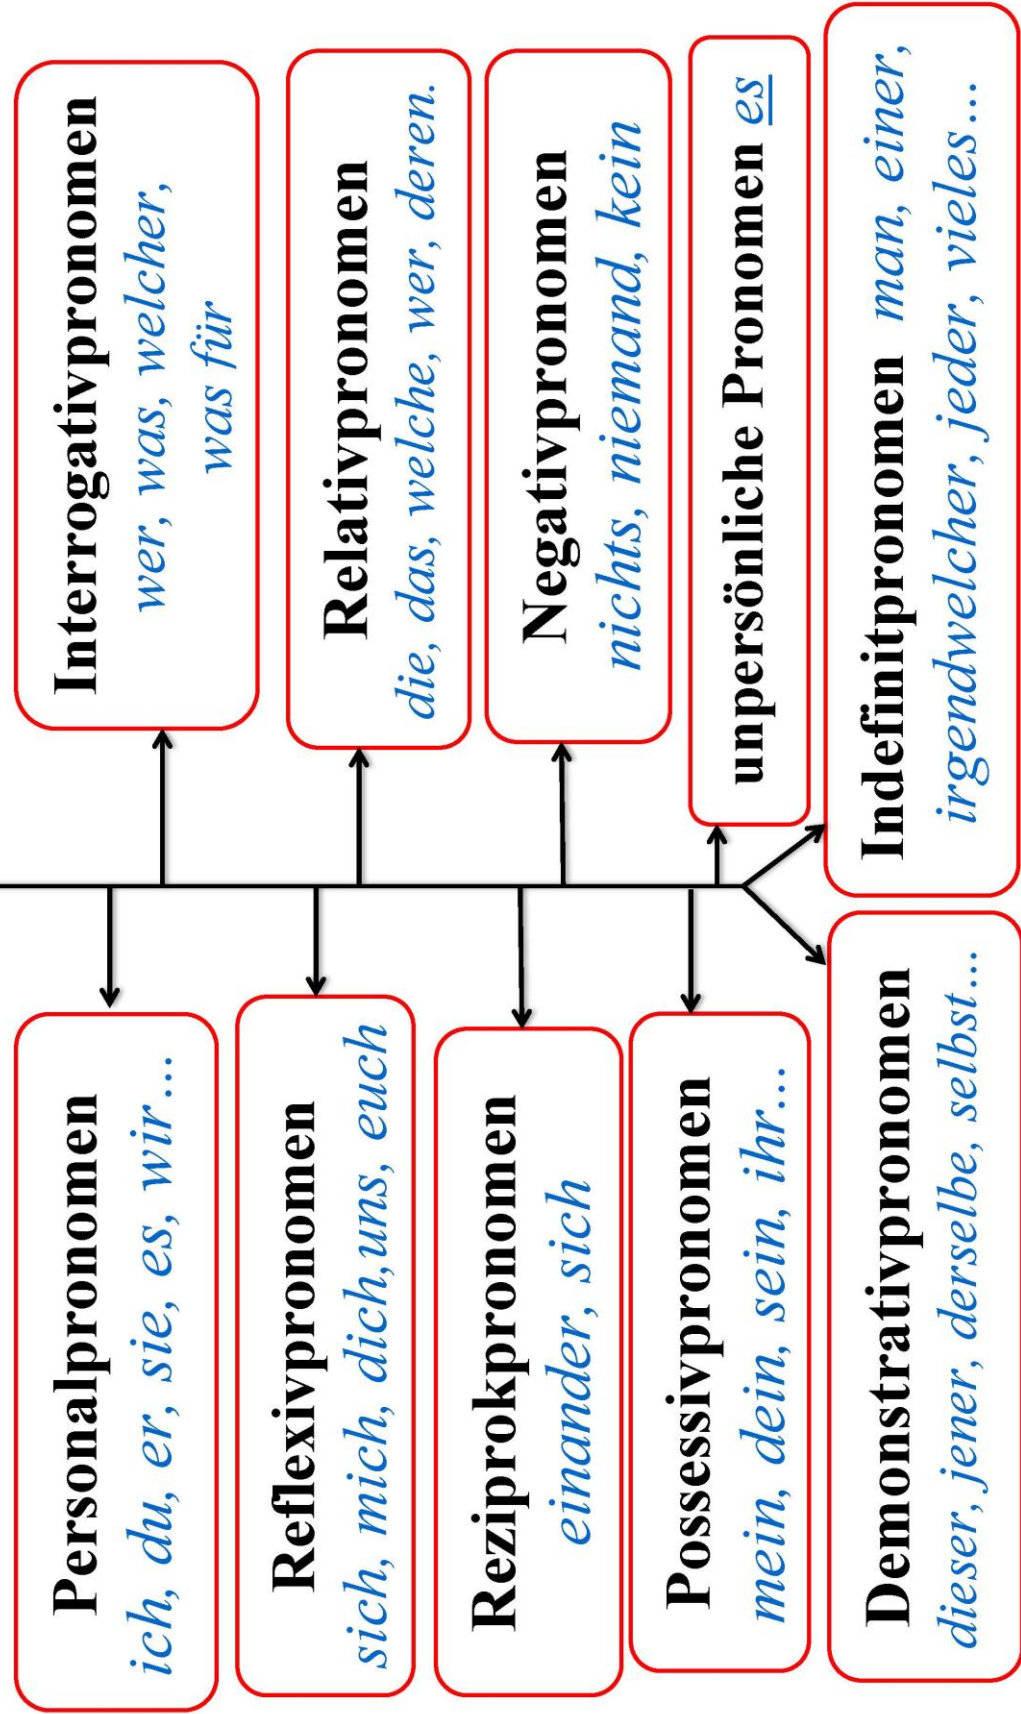 Personalpronomen
ich, du, er, sie, es, wir...
Interrogativpronomen
wer, was, welcher,
was für
Reflexivpronomen
sich, mich, dich,uns, euch
Relativpronomen
die, das, welche, wer, deren.
Reziprokpronomen
einander, sich
Negativpronomen
nichts, niemand, kein
Possessivpronomen
mein, dein, sein, ihr...
unpersönliche Pronomen es
Demonstrativpronomen
dieser, jener, derselbe, selbst...
Indefinitpronomen man, einer,
irgendwelcher, jeder, vieles...